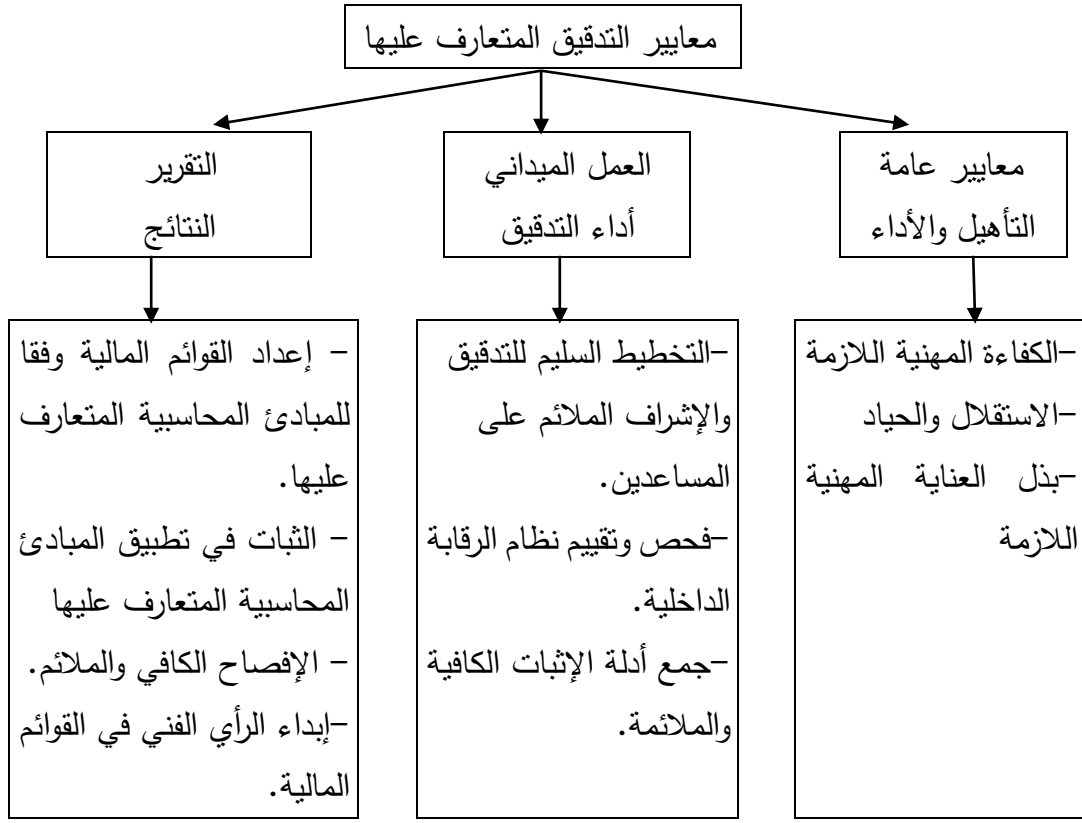 معايير التدقيق المتعارف عليها
معايير عامة
التأهيل والأداء
العمل الميداني
أداء التدقيق
التقرير
النتائج
–الكفاءة المهنية اللازمة
–الاستقلال والحياد
–بذل العناية المهنية
اللازمة
–التخطيط السليم للتدقيق
والإشراف الملائم على
المساعدين.
–فحص وتقييم نظام الرقابة
الداخلية.
–جمع أدلة الإثبات الكافية
والملائمة.
– إعداد القوائم المالية وفقا
للمبادئ المحاسبية المتعارف
عليها.
– الثبات في تطبيق المبادئ
المحاسبية المتعارف عليها
– الإفصاح الكافي والملائم.
–إبداء الرأي الفني في القوائم
المالية.